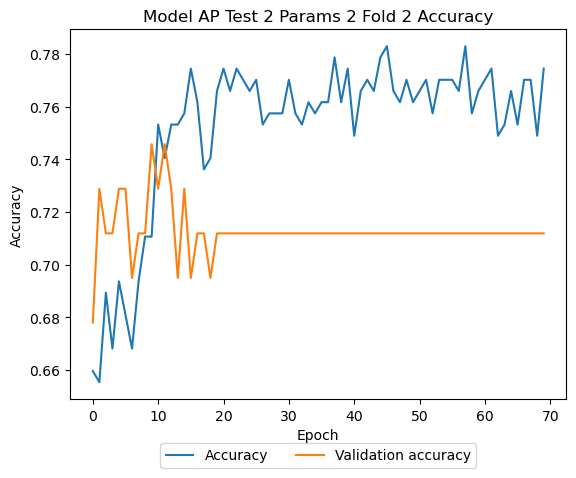 Model AP Test 2 Params 2 Fold 2 Accuracy
0.78
0.76
0.74
0.72
0.70
0.68
0.66
Accuracy
0 10 20 30 40 50 60 70
Epoch
Accuracy Validation accuracy